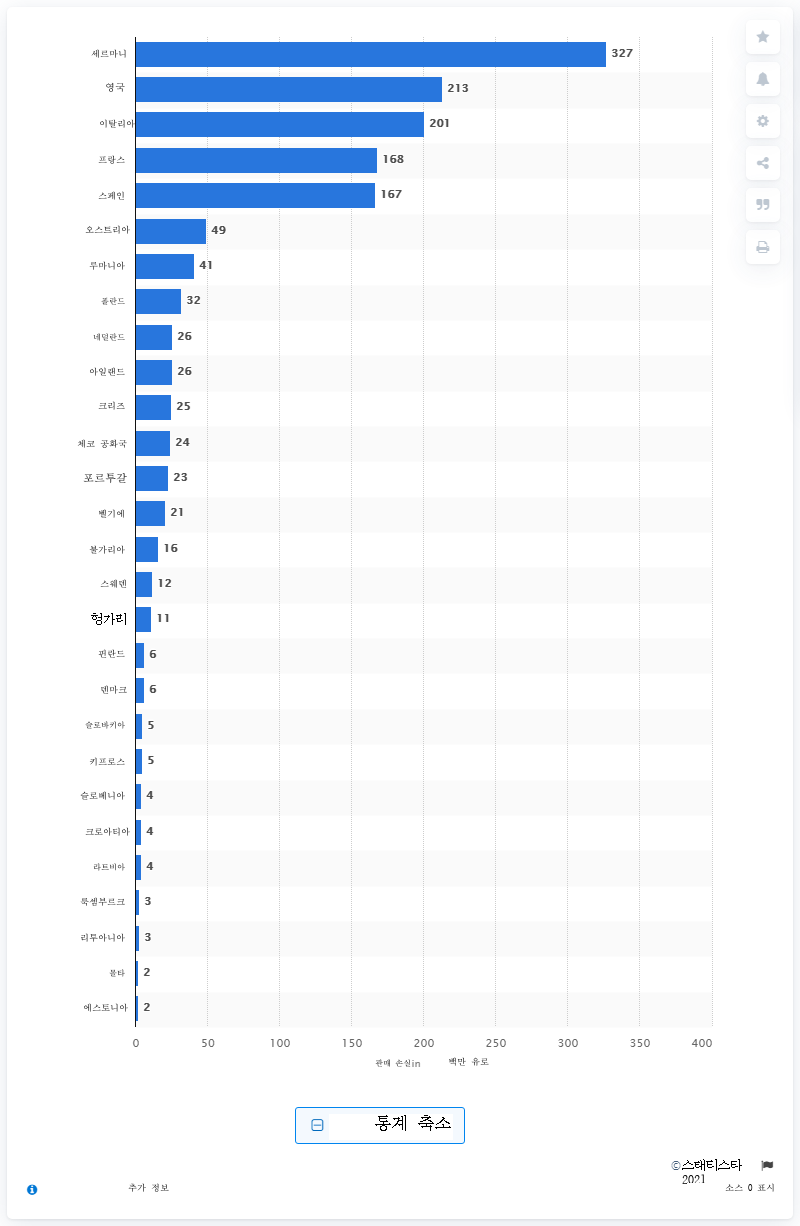 쎄르마니 327
영국 213
이탈리아 201
프랑스 168
스페인 167
오스트리아 49
루마니아 41
폴란드 32
네덜란드 26
아일랜드 26
크리즈 25
체코 공화국 24
포르투갈 23
벨기에 21
불가리아 16
스웨덴 12
헝가리 11
핀란드 6
덴마크 6
슬로바키아 5
키프로스 5
슬로베니아 4
크로아티아 4
라트비아 4
룩셈부르크 3
리투아니아 3
몰타 2
에스토니아 2
0 50 100 150 200 250 300 350 400
판매 손실in 백만 유로
통계 축소
©스태티스타
2021
추가 정보
소스 0 표시